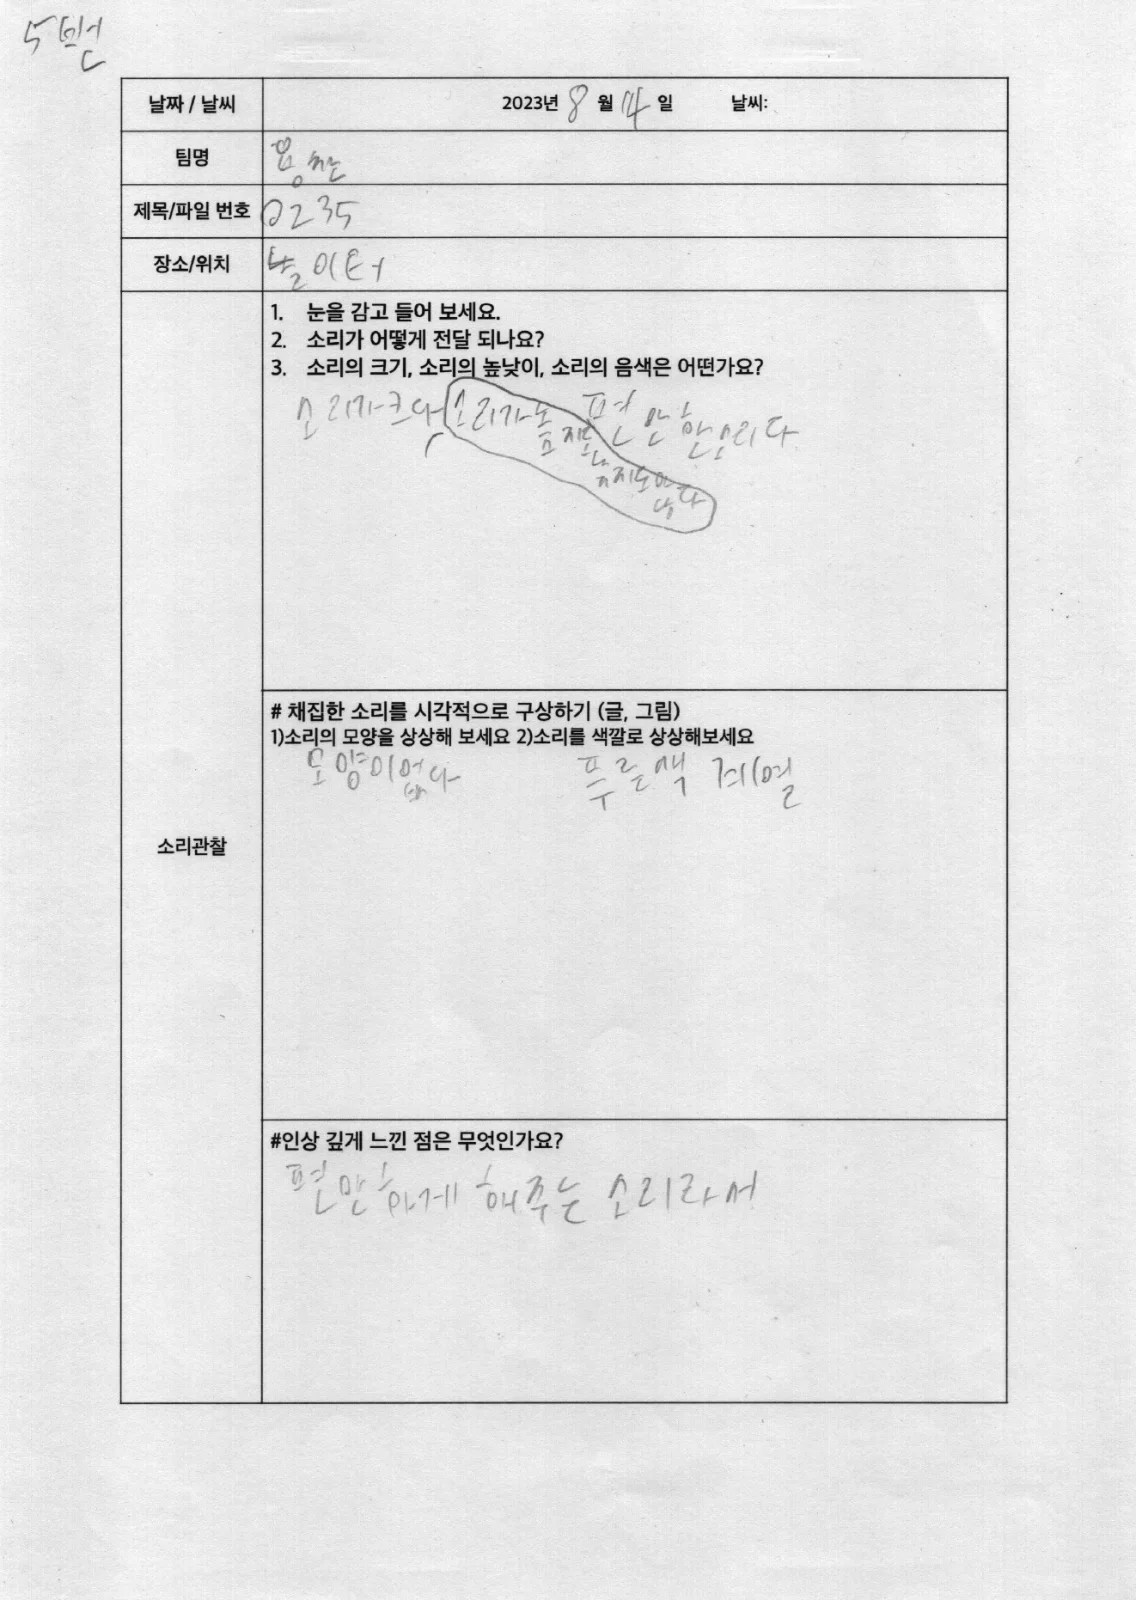 5번
날짜 / 날씨 2023년 8 월 14 일 날씨:
팀명 용
제목/파일 번호 0235
장소/위치 놀이터
1. 눈을 감고 들어 보세요.
2. 소리가 어떻게 전달 되나요?
3. 소리의 크기, 소리의 높낮이, 소리의 음색은 어떤가요?
소리가크다, 소리가높지도낮지도않다 편안한소리다
소리관찰
# 채집한 소리를 시각적으로 구상하기 (글, 그림)
1)소리의 모양을 상상해 보세요 2)소리를 색깔로 상상해보세요
모양이없다 푸른색 계열
#인상 깊게 느낀 점은 무엇인가요?
편안하게 해주는 소리라서